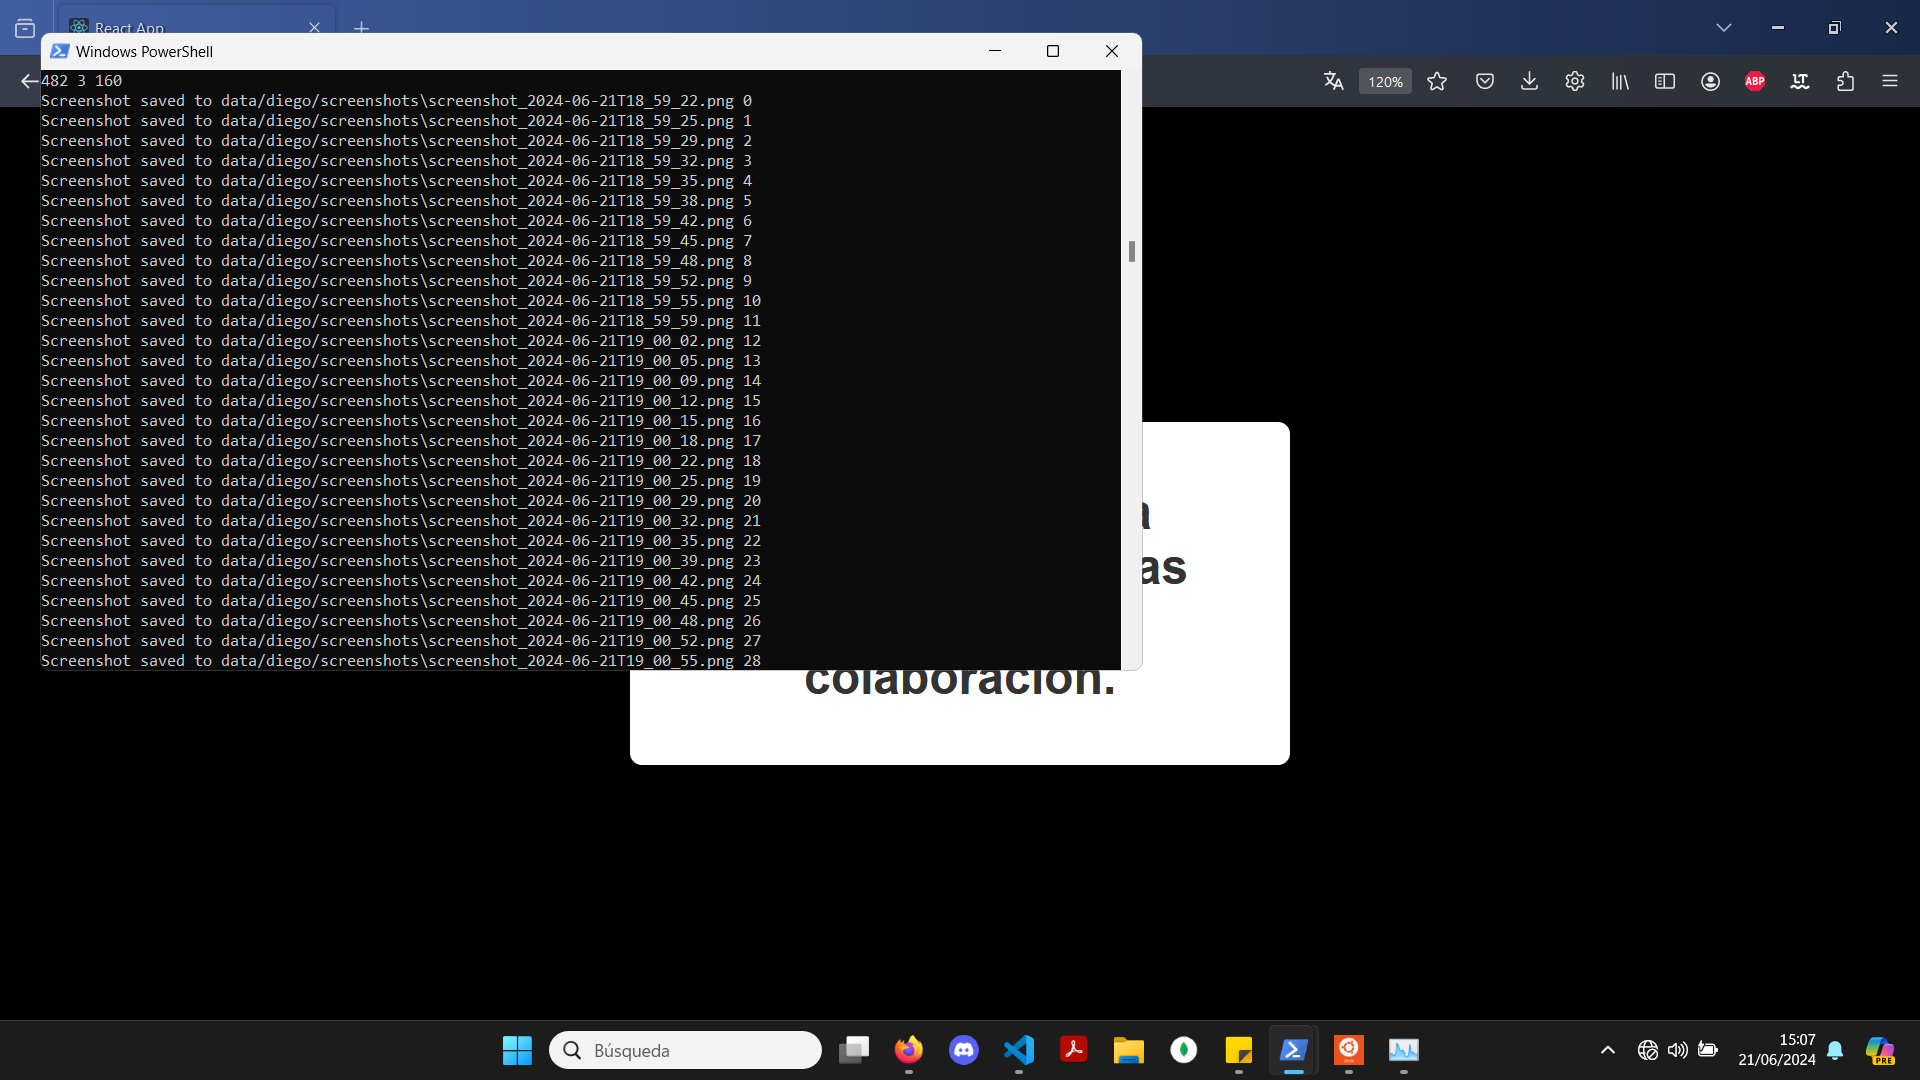 React App
Windows PowerShell
120%
ABP
LT
482 3 160
Screenshot saved to data/diego/screenshots\screenshot_2024-06-21T18_59_22.png 0
Screenshot saved to data/diego/screenshots\screenshot_2024-06-21T18_59_25.png 1
Screenshot saved to data/diego/screenshots\screenshot_2024-06-21T18_59_29.png 2
Screenshot saved to data/diego/screenshots\screenshot_2024-06-21T18_59_32.png 3
Screenshot saved to data/diego/screenshots\screenshot_2024-06-21T18_59_35.png 4
Screenshot saved to data/diego/screenshots\screenshot_2024-06-21T18_59_38.png 5
Screenshot saved to data/diego/screenshots\screenshot_2024-06-21T18_59_42.png 6
Screenshot saved to data/diego/screenshots\screenshot_2024-06-21T18_59_45.png 7
Screenshot saved to data/diego/screenshots\screenshot_2024-06-21T18_59_48.png 8
Screenshot saved to data/diego/screenshots\screenshot_2024-06-21T18_59_52.png 9
Screenshot saved to data/diego/screenshots\screenshot_2024-06-21T18_59_55.png 10
Screenshot saved to data/diego/screenshots\screenshot_2024-06-21T18_59_59.png 11
Screenshot saved to data/diego/screenshots\screenshot_2024-06-21T19_00_02.png 12
Screenshot saved to data/diego/screenshots\screenshot_2024-06-21T19_00_05.png 13
Screenshot saved to data/diego/screenshots\screenshot_2024-06-21T19_00_09.png 14
Screenshot saved to data/diego/screenshots\screenshot_2024-06-21T19_00_12.png 15
Screenshot saved to data/diego/screenshots\screenshot_2024-06-21T19_00_15.png 16
Screenshot saved to data/diego/screenshots\screenshot_2024-06-21T19_00_18.png 17
Screenshot saved to data/diego/screenshots\screenshot_2024-06-21T19_00_22.png 18
Screenshot saved to data/diego/screenshots\screenshot_2024-06-21T19_00_25.png 19
Screenshot saved to data/diego/screenshots\screenshot_2024-06-21T19_00_29.png 20
Screenshot saved to data/diego/screenshots\screenshot_2024-06-21T19_00_32.png 21
Screenshot saved to data/diego/screenshots\screenshot_2024-06-21T19_00_35.png 22
Screenshot saved to data/diego/screenshots\screenshot_2024-06-21T19_00_39.png 23
Screenshot saved to data/diego/screenshots\screenshot_2024-06-21T19_00_42.png 24
Screenshot saved to data/diego/screenshots\screenshot_2024-06-21T19_00_45.png 25
Screenshot saved to data/diego/screenshots\screenshot_2024-06-21T19_00_48.png 26
Screenshot saved to data/diego/screenshots\screenshot_2024-06-21T19_00_52.png 27
Screenshot saved to data/diego/screenshots\screenshot_2024-06-21T19_00_55.png 28
as
colaboración.
Búsqueda
15:07
21/06/2024
PRE